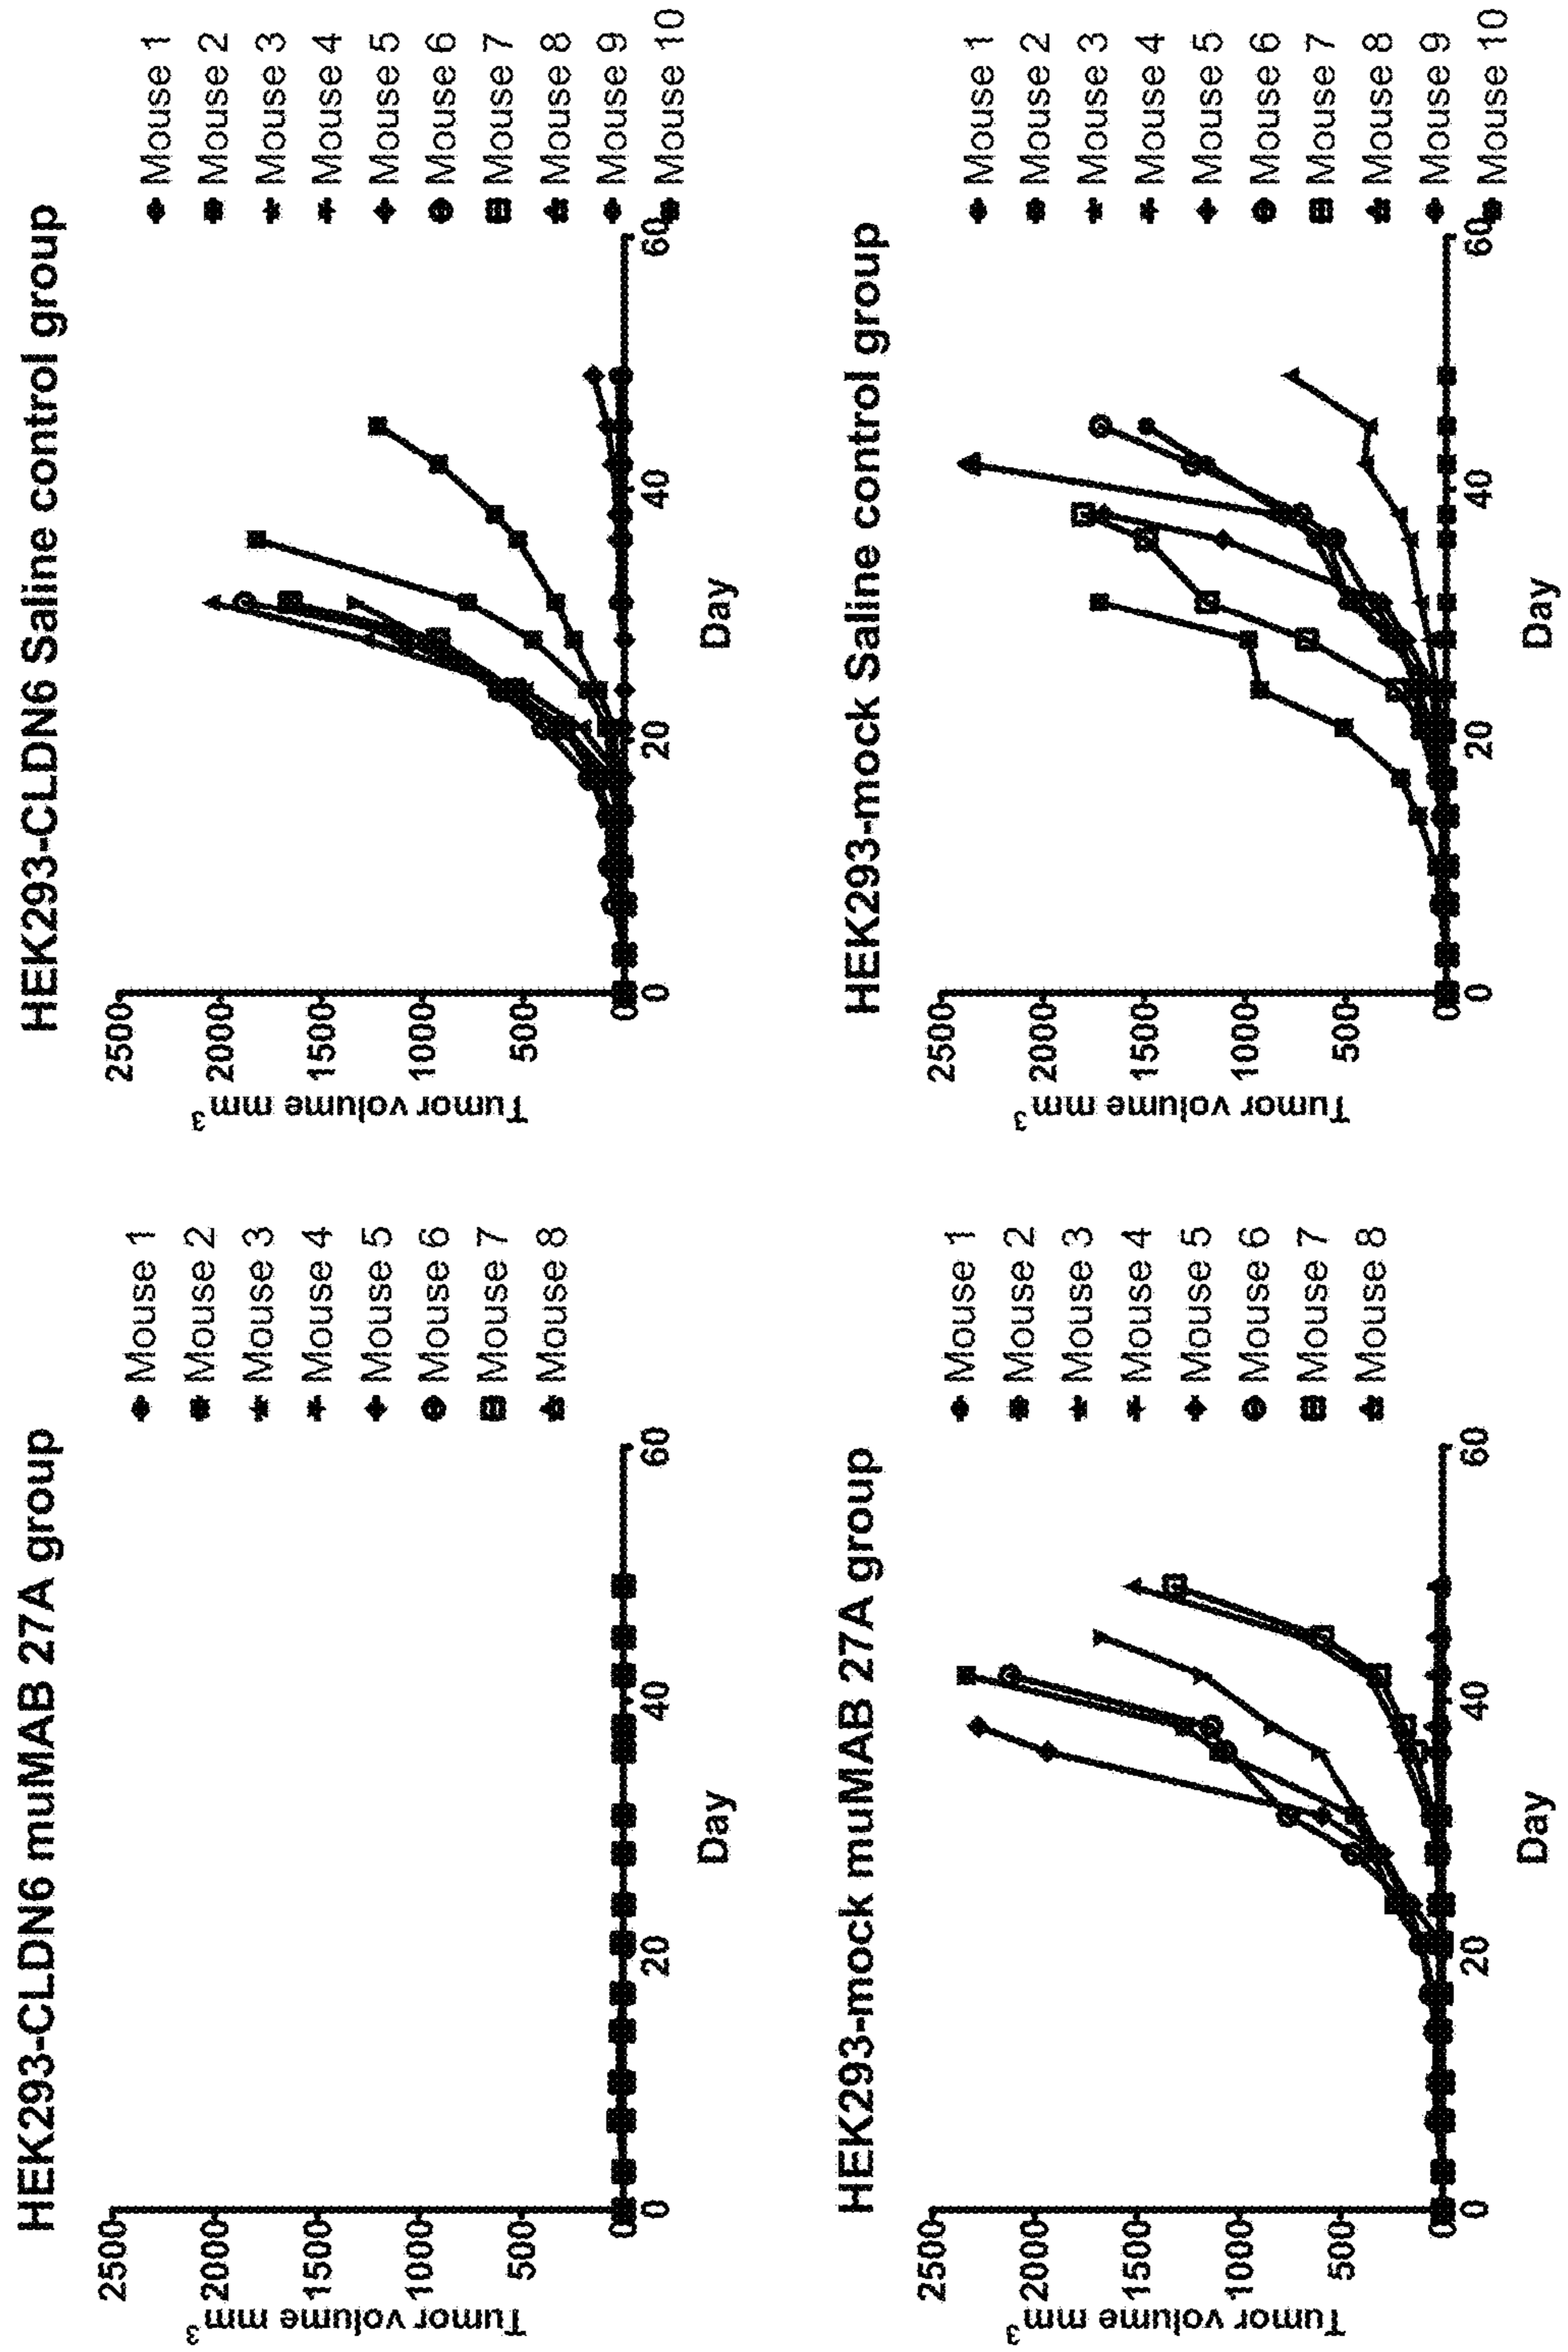 HEK293-CLDN6 muMAB 27A group
Tumor volume mm³
2500
2000
1500
1000
500
0
0
20
40
60
Day
Mouse 1
Mouse 2
Mouse 3
Mouse 4
Mouse 5
Mouse 6
Mouse 7
Mouse 8
HEK293-CLDN6 Saline control group
Tumor volume mm³
2500
2000
1500
1000
500
0
0
20
40
60
Day
Mouse 1
Mouse 2
Mouse 3
Mouse 4
Mouse 5
Mouse 6
Mouse 7
Mouse 8
Mouse 9
Mouse 10
HEK293-mock muMAB 27A group
Tumor volume mm³
2500
2000
1500
1000
500
0
0
20
40
60
Day
Mouse 1
Mouse 2
Mouse 3
Mouse 4
Mouse 5
Mouse 6
Mouse 7
Mouse 8
HEK293-mock Saline control group
Tumor volume mm³
2500
2000
1500
1000
500
0
0
20
40
60
Day
Mouse 1
Mouse 2
Mouse 3
Mouse 4
Mouse 5
Mouse 6
Mouse 7
Mouse 8
Mouse 9
Mouse 10